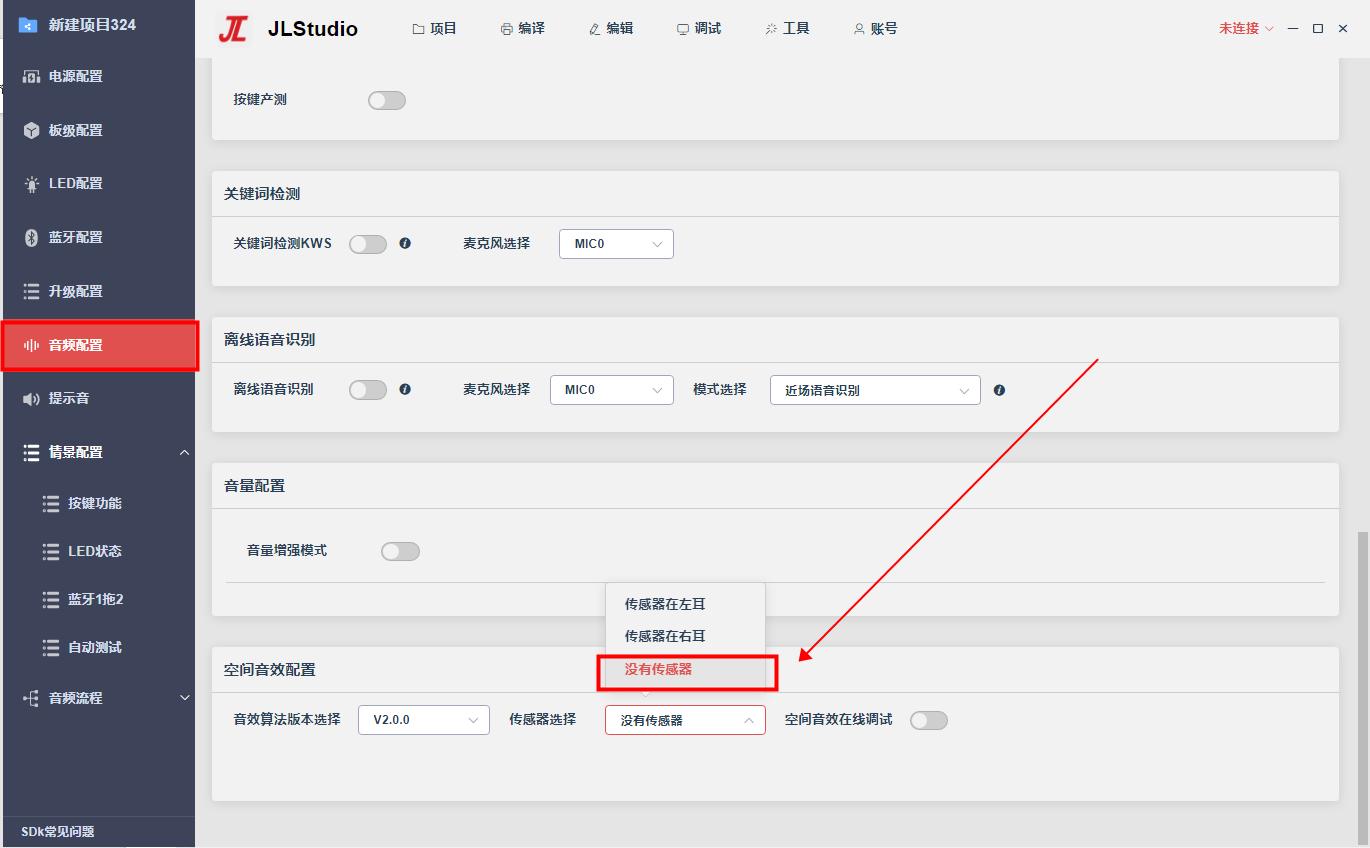 新建项目324
电源配置
板级配置
LED配置
蓝牙配置
升级配置
音频配置
提示音
情景配置
按键功能
LED状态
蓝牙1拖2
自动测试
音频流程
SDk常见问题
JL JLStudio 项目 编译 编辑 调试 工具 账号 未连接
按键产测
关键词检测
关键词检测KWS 麦克风选择 MIC0
离线语音识别
离线语音识别 麦克风选择 MIC0 模式选择 近场语音识别
音量配置
音量增强模式
传感器在左耳
传感器在右耳
没有传感器
空间音效配置
音效算法版本选择 V2.0.0 传感器选择 没有传感器 空间音效在线调试